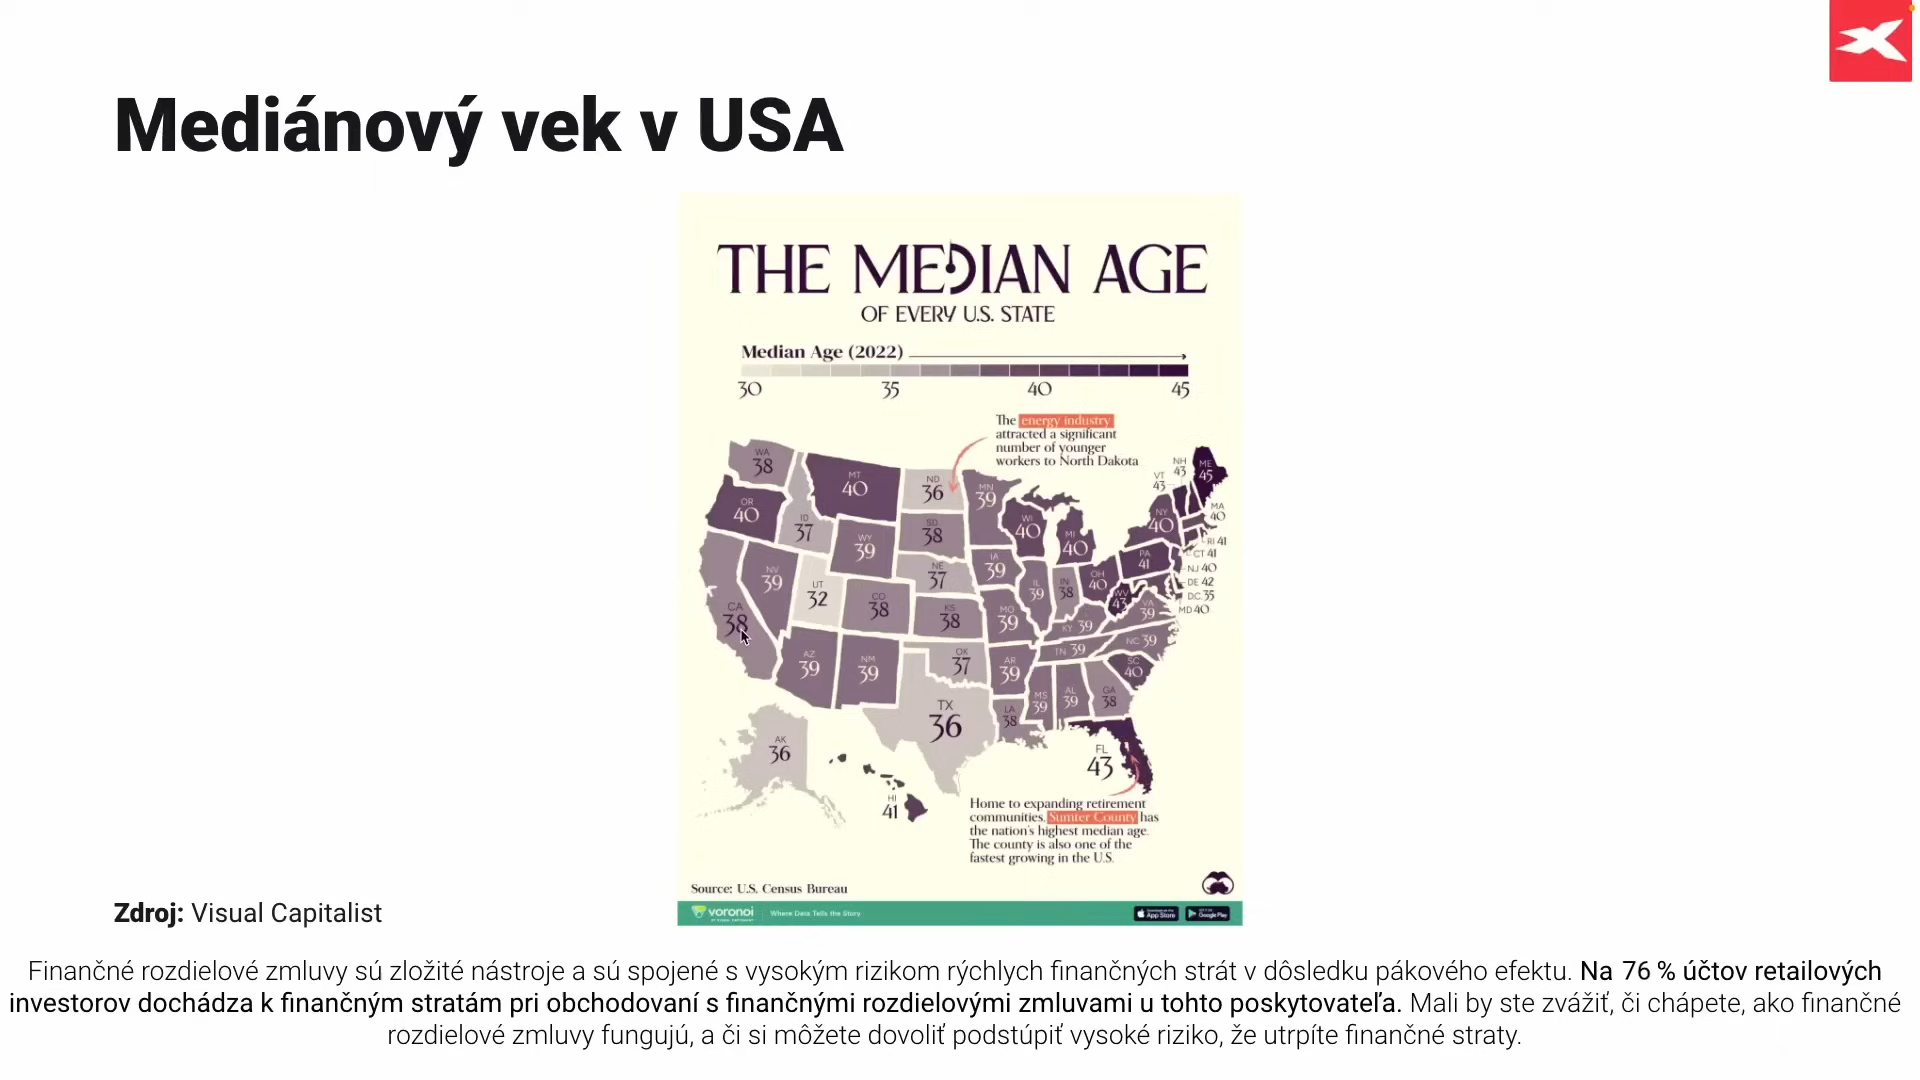 Mediánový vek v USA
THE MEDIAN AGE
OF EVERY U.S. STATE
Median Age (2022)
30 35 40 45
The energy industry
attracted a significant
number of younger
workers to North Dakota
WA
38
MT
40
ND
36
MN
39
VT
43
NH
43
ME
45
OR
40
ID
37
WY
39
SD
38
WI
40
MI
40
NY
40
MA
40
RI 41
CT 41
NJ 40
DE 42
D.C. 35
MD 40
NV
39
UT
32
CO
38
NE
37
IA
39
IL
39
IN
38
OH
40
PA
41
WV
43
VA
39
CA
38
KS
38
MO
39
KY 39
NC 39
TN 39
SC
40
AZ
39
NM
39
OK
37
AR
39
TX
36
LA
38
MS
39
AL
39
GA
38
AK
36
HI
41
FL
43
Home to expanding retirement
communities, Sumter County has
the nation's highest median age.
The county is also one of the
fastest growing in the U.S.
Source: U.S. Census Bureau
voronoi
Where Data Tells the Story
App Store
Google Play
Zdroj: Visual Capitalist
Finančné rozdielové zmluvy sú zložité nástroje a sú spojené s vysokým rizikom rýchlych finančných strát v dôsledku pákového efektu. Na 76 % účtov retailových
investorov dochádza k finančným stratám pri obchodovaní s finančnými rozdielovými zmluvami u tohto poskytovateľa. Mali by ste zvážiť, či chápete, ako finančné
rozdielové zmluvy fungujú, a či si môžete dovoliť podstúpiť vysoké riziko, že utrpíte finančné straty.